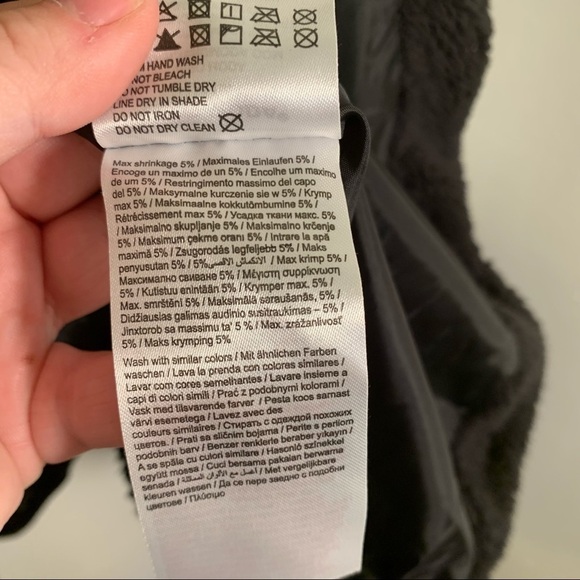 HAND WASH
NOT BLEACH
NOT TUMBLE DRY
LINE DRY IN SHADE
DO NOT IRON
DO NOT DRY CLEAN
Max shrinkage 5% / Maximales Einlaufen 5% /
Encoge un maximo de un 5% / Encolhe um maximo
de um 5% / Restringimento massimo del capo
del 5% / Maksymalne kurczenie sie w 5% / Krymp
max 5% / Maksimaalne kokkutõmbumine 5% /
Rétrécissement max 5% / Усадка ткани макс. 5%
/ Maksimalno skupljanje 5% / Maksimalno krčenje
5% / Maksimum çekme oranı 5% / Intrare la apă
maximă 5% / Zsugorodás legfeljebb 5% / Maks
penyusutan 5% / 5% الانكماش الأقصى / Max krimp 5% /
Максимално свиване 5% / Μέγιστη συρρίκνωση
5% / Kutistuu enintään 5% / Krymper max. 5% /
Max. smrštění 5% / Maksimālā saraušanās, 5% /
Didžiausias galimas audinio susitraukimas – 5% /
Jinxtorob sa massimu ta' 5 % / Max. zrážanlivosť
5% / Maks krymping 5%
Wash with similar colors / Mit ähnlichen Farben
waschen / Lava la prenda con colores similares /
Lavar com cores semelhantes / Lavare insieme a
capi di colori simili / Prać z podobnymi kolorami /
Vask med tilsvarende farver / Pesta koos samast
värvi esemetega / Lavez avec des
couleurs similaires / Стирать с одеждой похожих
цветов. / Prati sa sličnim bojama / Perite s perilom
podobnih barv / Benzer renklerle beraber yıkayın /
A se spăla cu culori similare / Hasonló színekkel
együtt mossa / Cuci bersama pakaian berwarna
senada / اغسل مع الألوان المماثلة / Met vergelijkbare
kleuren wassen / Да се пере заедно с подобни
цветове / Πλύσιμο